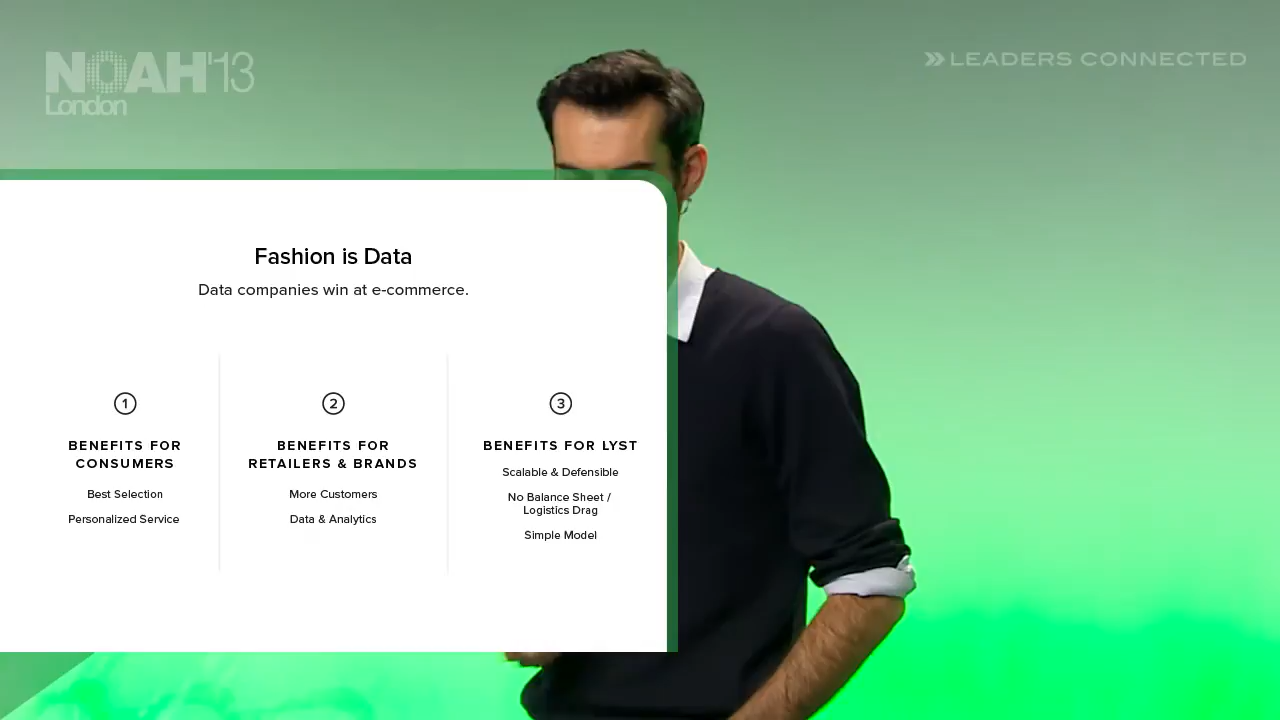 NOAH'13
London
LEADERS CONNECTED
Fashion is Data
Data companies win at e-commerce.
1
BENEFITS FOR
CONSUMERS
Best Selection
Personalized Service
2
BENEFITS FOR
RETAILERS & BRANDS
More Customers
Data & Analytics
3
BENEFITS FOR LYST
Scalable & Defensible
No Balance Sheet /
Logistics Drag
Simple Model